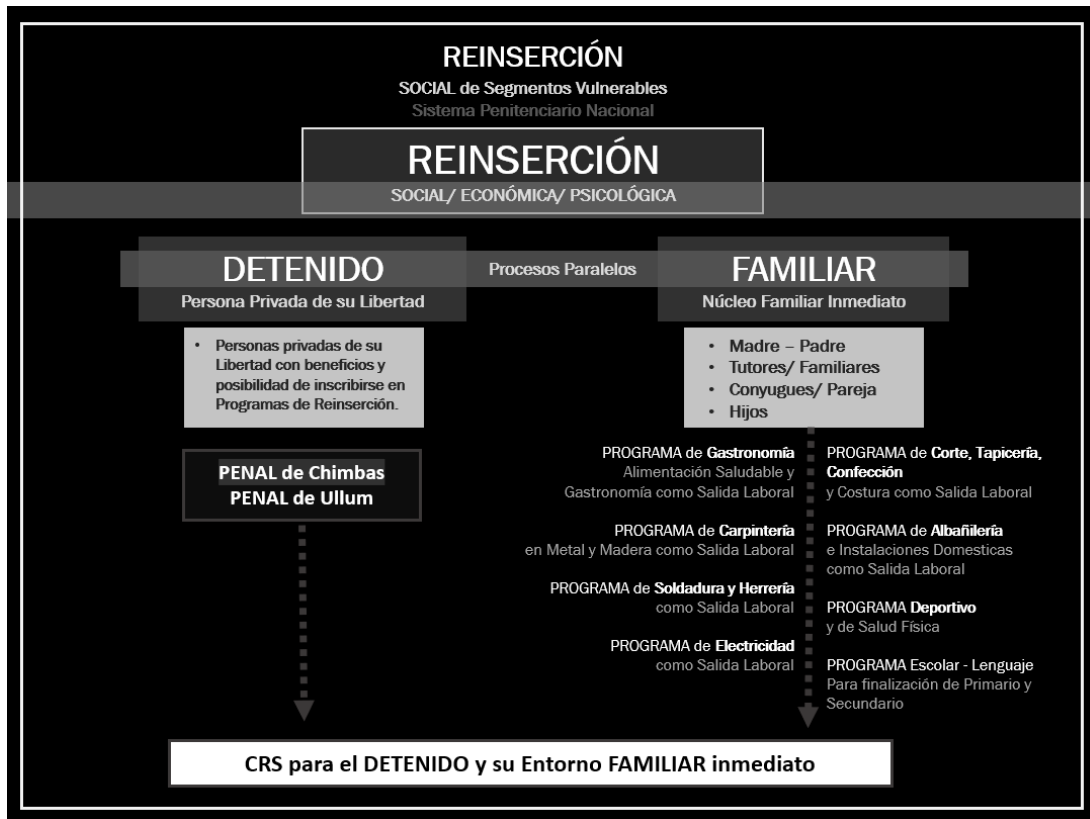 REINSERCIÓN
SOCIAL de Segmentos Vulnerables
Sistema Penitenciario Nacional
REINSERCIÓN
SOCIAL/ ECONÓMICA/ PSICOLÓGICA
DETENIDO
Persona Privada de su Libertad
Procesos Paralelos
FAMILIAR
Núcleo Familiar Inmediato
• Personas privadas de su
Libertad con beneficios y
posibilidad de inscribirse en
Programas de Reinserción.
PENAL de Chimbas
PENAL de Ullum
• Madre – Padre
• Tutores/ Familiares
• Conyugues/ Pareja
• Hijos
PROGRAMA de Gastronomía
Alimentación Saludable y
Gastronomía como Salida Laboral
PROGRAMA de Carpintería
en Metal y Madera como Salida Laboral
PROGRAMA de Soldadura y Herrería
como Salida Laboral
PROGRAMA de Electricidad
como Salida Laboral
PROGRAMA de Corte, Tapicería,
Confección
y Costura como Salida Laboral
PROGRAMA de Albañilería
e Instalaciones Domesticas
como Salida Laboral
PROGRAMA Deportivo
y de Salud Física
PROGRAMA Escolar - Lenguaje
Para finalización de Primario y
Secundario
CRS para el DETENIDO y su Entorno FAMILIAR inmediato